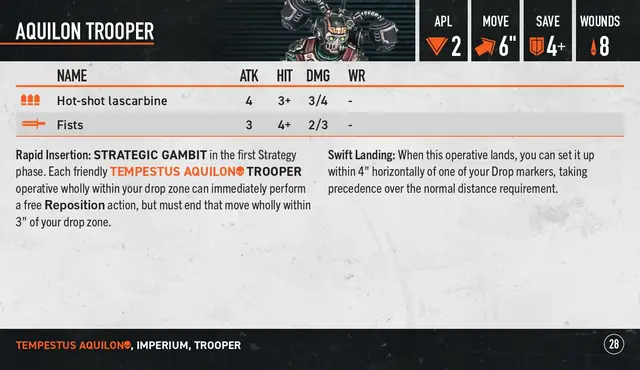 AQUILON TROOPER
APL
2
MOVE
6"
SAVE
4+
WOUNDS
8
NAME ATK HIT DMG WR
Hot-shot lascarbine 4 3+ 3/4 -
Fists 3 4+ 2/3 -
Rapid Insertion: STRATEGIC GAMBIT in the first Strategy
phase. Each friendly TEMPESTUS AQUILON TROOPER
operative wholly within your drop zone can immediately perform
a free Reposition action, but must end that move wholly within
3" of your drop zone.
Swift Landing: When this operative lands, you can set it up
within 4" horizontally of one of your Drop markers, taking
precedence over the normal distance requirement.
TEMPESTUS AQUILON, IMPERIUM, TROOPER
28